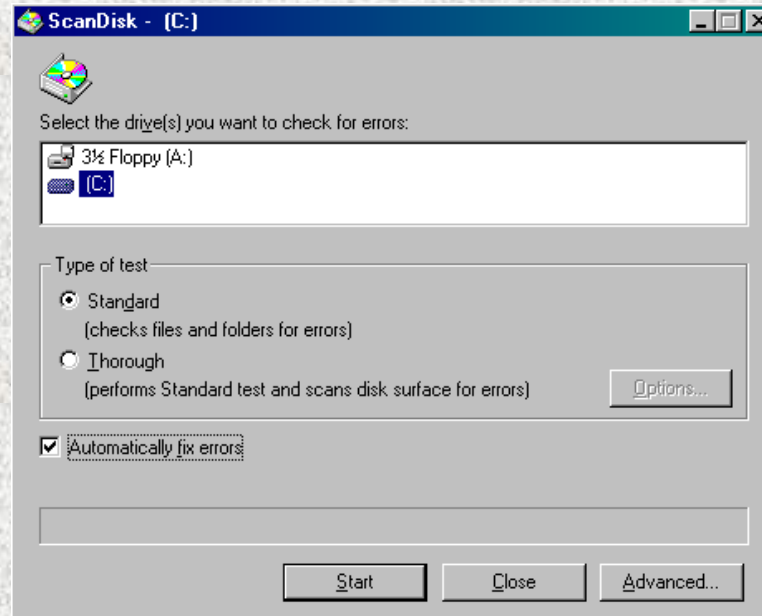 ScanDisk - (C:)
Select the drive(s) you want to check for errors:
3½ Floppy (A:)
(C:)
Type of test
Standard
(checks files and folders for errors)
Thorough
(performs Standard test and scans disk surface for errors)
Options...
Automatically fix errors
Start Close Advanced...